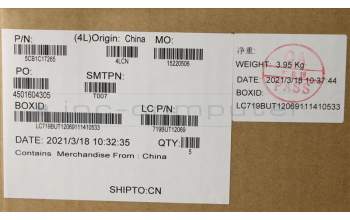 P/N:
(4L)Origin: China
MO:
5CB1C17265
4LCN
15220506
PO:
SMTPN:
4501604305
T007
BOXID:
LC P/N:
LC719BUT12069111410533
719BUT12069
DATE: 2021/3/18 10:32:35
QTY:
5
Contains Merchandise From : China
SHIPTO:CN
净重:
WEIGHT: 3.95 Kg
DATE: 2021/3/18 10:37:44
BOXID:
LC719BUT12069111410533
PASS